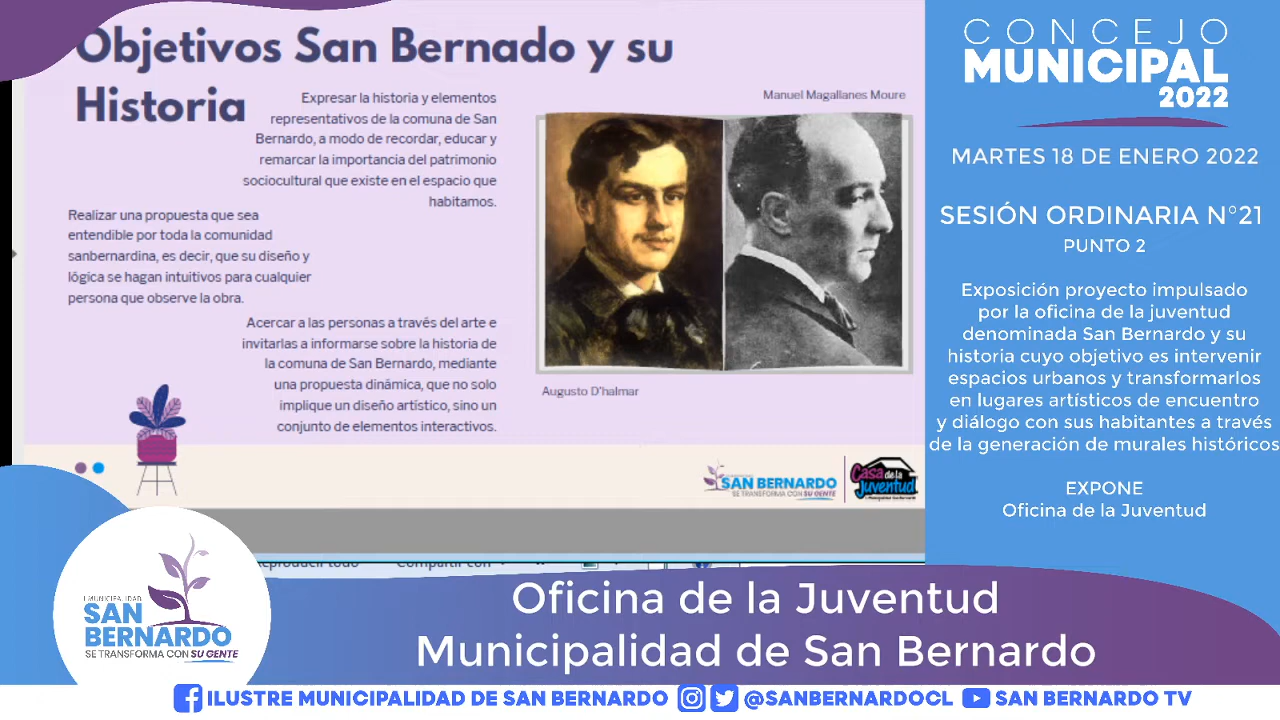 Objetivos San Bernado y su
Historia
Expresar la historia y elementos
representativos de la comuna de San
Bernardo, a modo de recordar, educar y
remarcar la importancia del patrimonio
sociocultural que existe en el espacio que
habitamos.
Realizar una propuesta que sea
entendible por toda la comunidad
sanbernardina, es decir, que su diseño y
lógica se hagan intuitivos para cualquier
persona que observe la obra.
Acercar a las personas a través del arte e
invitarlas a informarse sobre la historia de
la comuna de San Bernardo, mediante
una propuesta dinámica, que no solo
implique un diseño artístico, sino un
conjunto de elementos interactivos.
Manuel Magallanes Moure
Augusto D'halmar
SAN BERNARDO
SE TRANSFORMA CON SU GENTE
Casa de la
Juventud
CONCEJO
MUNICIPAL
2022
MARTES 18 DE ENERO 2022
SESIÓN ORDINARIA N°21
PUNTO 2
Exposición proyecto impulsado
por la oficina de la juventud
denominada San Bernardo y su
historia cuyo objetivo es intervenir
espacios urbanos y transformarlos
en lugares artísticos de encuentro
y diálogo con sus habitantes a través
de la generación de murales históricos
EXPONE
Oficina de la Juventud
I. MUNICIPALIDAD
SAN
BERNARDO
SE TRANSFORMA CON SU GENTE
Oficina de la Juventud
Municipalidad de San Bernardo
ILUSTRE MUNICIPALIDAD DE SAN BERNARDO @SANBERNARDOCL SAN BERNARDO TV